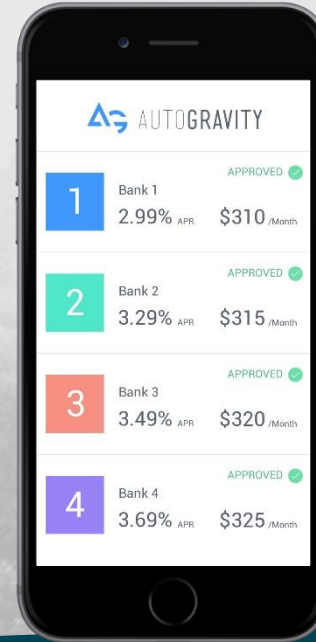 AUTOGRAVITY
APPROVED
1
Bank 1
2.99% APR $310 /Month
APPROVED
2
Bank 2
3.29% APR $315 /Month
APPROVED
3
Bank 3
3.49% APR $320 /Month
APPROVED
4
Bank 4
3.69% APR $325 /Month